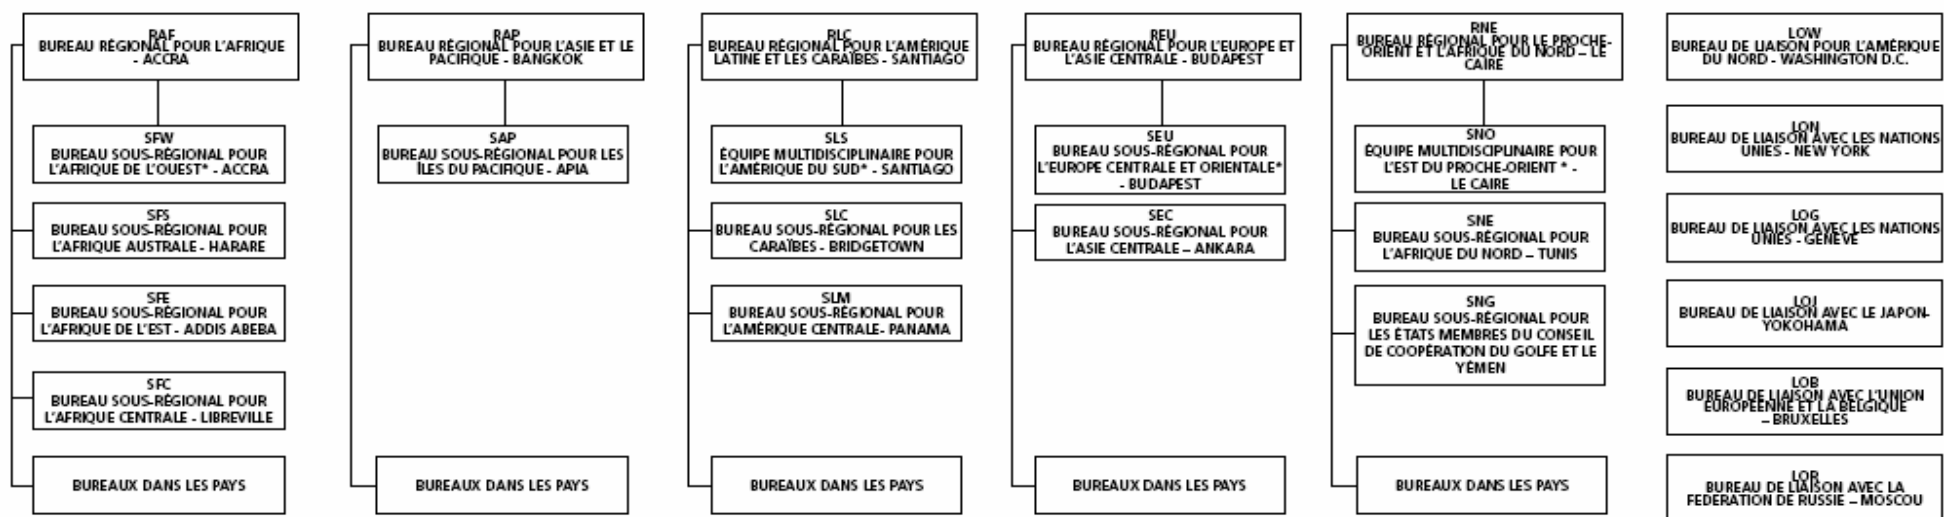 RAF
BUREAU RÉGIONAL POUR L'AFRIQUE
- ACCRA
SFW
BUREAU SOUS-RÉGIONAL POUR
L'AFRIQUE DE L'OUEST* - ACCRA
SFS
BUREAU SOUS-RÉGIONAL POUR
L'AFRIQUE AUSTRALE - HARARE
SFE
BUREAU SOUS-RÉGIONAL POUR
L'AFRIQUE DE L'EST - ADDIS ABEBA
SFC
BUREAU SOUS-RÉGIONAL POUR
L'AFRIQUE CENTRALE - LIBREVILLE
BUREAUX DANS LES PAYS
RAP
BUREAU RÉGIONAL POUR L'ASIE ET LE
PACIFIQUE - BANGKOK
SAP
BUREAU SOUS-RÉGIONAL POUR LES
ÎLES DU PACIFIQUE - APIA
BUREAUX DANS LES PAYS
RLC
BUREAU RÉGIONAL POUR L'AMÉRIQUE
LATINE ET LES CARAÏBES - SANTIAGO
SLS
ÉQUIPE MULTIDISCIPLINAIRE POUR
L'AMÉRIQUE DU SUD* - SANTIAGO
SLC
BUREAU SOUS-RÉGIONAL POUR LES
CARAÏBES - BRIDGETOWN
SLM
BUREAU SOUS-RÉGIONAL POUR
L'AMÉRIQUE CENTRALE- PANAMA
BUREAUX DANS LES PAYS
REU
BUREAU RÉGIONAL POUR L'EUROPE ET
L'ASIE CENTRALE - BUDAPEST
SEU
BUREAU SOUS-RÉGIONAL POUR
L'EUROPE CENTRALE ET ORIENTALE*
- BUDAPEST
SEC
BUREAU SOUS-RÉGIONAL POUR
L'ASIE CENTRALE – ANKARA
BUREAUX DANS LES PAYS
RNE
BUREAU RÉGIONAL POUR LE PROCHE-
ORIENT ET L'AFRIQUE DU NORD – LE
CAIRE
SNO
ÉQUIPE MULTIDISCIPLINAIRE POUR
L'EST DU PROCHE-ORIENT * -
LE CAIRE
SNE
BUREAU SOUS-RÉGIONAL POUR
L'AFRIQUE DU NORD – TUNIS
SNG
BUREAU SOUS-RÉGIONAL POUR
LES ÉTATS MEMBRES DU CONSEIL
DE COOPÉRATION DU GOLFE ET LE
YÉMEN
BUREAUX DANS LES PAYS
LOW
BUREAU DE LIAISON POUR L'AMÉRIQUE
DU NORD - WASHINGTON D.C.
LON
BUREAU DE LIAISON AVEC LES NATIONS
UNIES - NEW YORK
LOG
BUREAU DE LIAISON AVEC LES NATIONS
UNIES - GENÈVE
LOJ
BUREAU DE LIAISON AVEC LE JAPON-
YOKOHAMA
LOB
BUREAU DE LIAISON AVEC L'UNION
EUROPÉENNE ET LA BELGIQUE
– BRUXELLES
LOR
BUREAU DE LIAISON AVEC LA
FEDERATION DE RUSSIE – MOSCOU